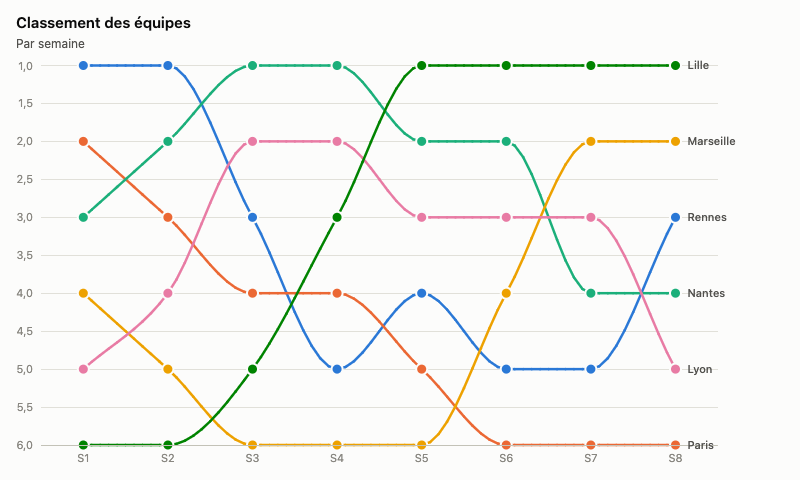 Classement des équipes
Par semaine
1,0
1,5
2,0
2,5
3,0
3,5
4,0
4,5
5,0
5,5
6,0
S1 S2 S3 S4 S5 S6 S7 S8
Lille
Marseille
Rennes
Nantes
Lyon
Paris